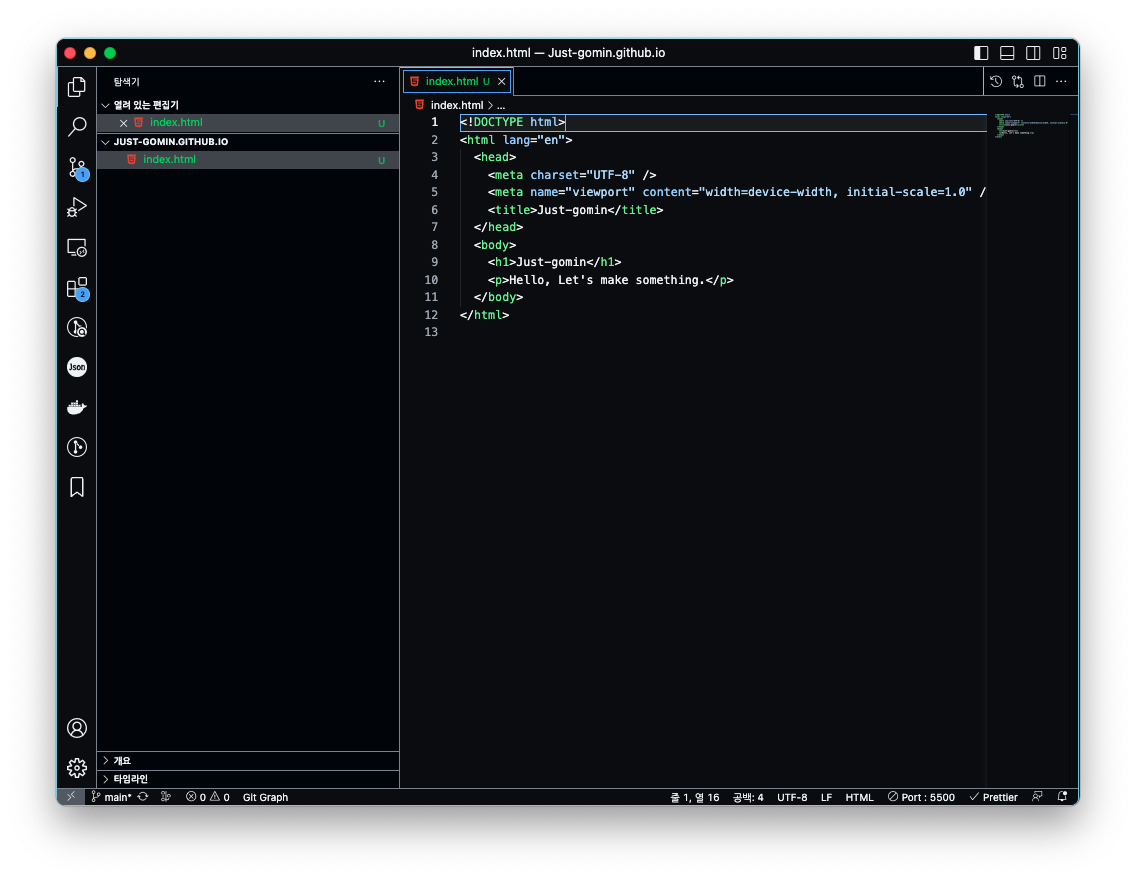 index.html — Just-gomin.github.io
탐색기
열려 있는 편집기
index.html U
JUST-GOMIN.GITHUB.IO
index.html U
1
2
Json
개요
타임라인
index.html U
index.html > ...
1 <!DOCTYPE html>
2 <html lang="en">
3 <head>
4 <meta charset="UTF-8" />
5 <meta name="viewport" content="width=device-width, initial-scale=1.0" /
6 <title>Just-gomin</title>
7 </head>
8 <body>
9 <h1>Just-gomin</h1>
10 <p>Hello, Let's make something.</p>
11 </body>
12 </html>
13
main* 0 0 Git Graph 줄 1, 열 16 공백: 4 UTF-8 LF HTML Port : 5500 Prettier